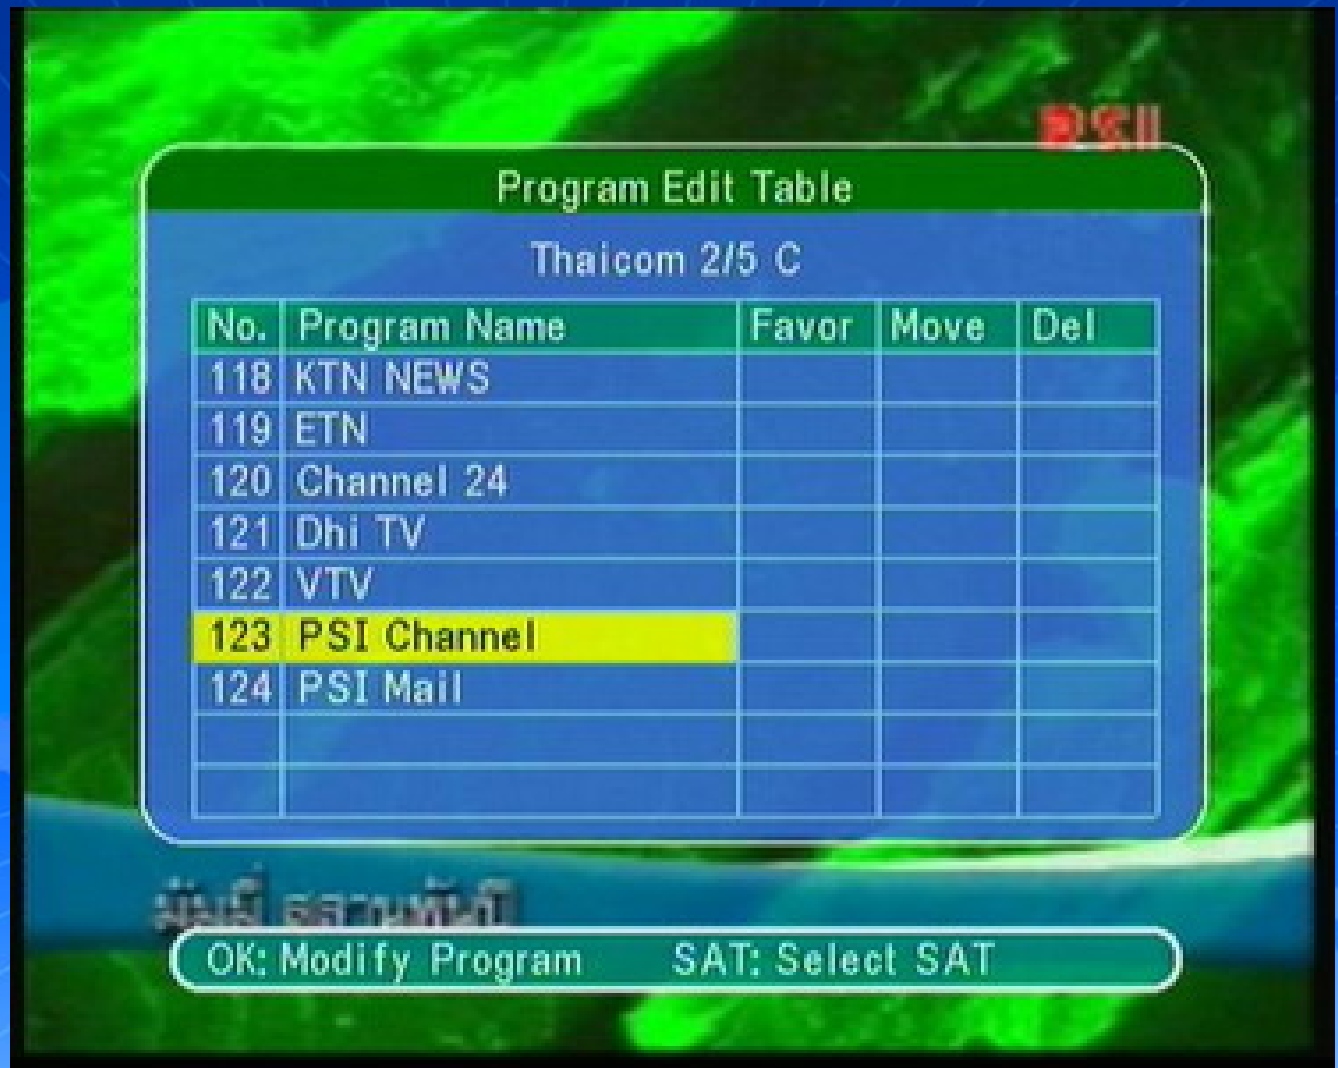 PSI
Program Edit Table
Thaicom 2/5 C
No. Program Name Favor Move Del
118 KTN NEWS
119 ETN
120 Channel 24
121 Dhi TV
122 VTV
123 PSI Channel
124 PSI Mail
OK: Modify Program SAT: Select SAT